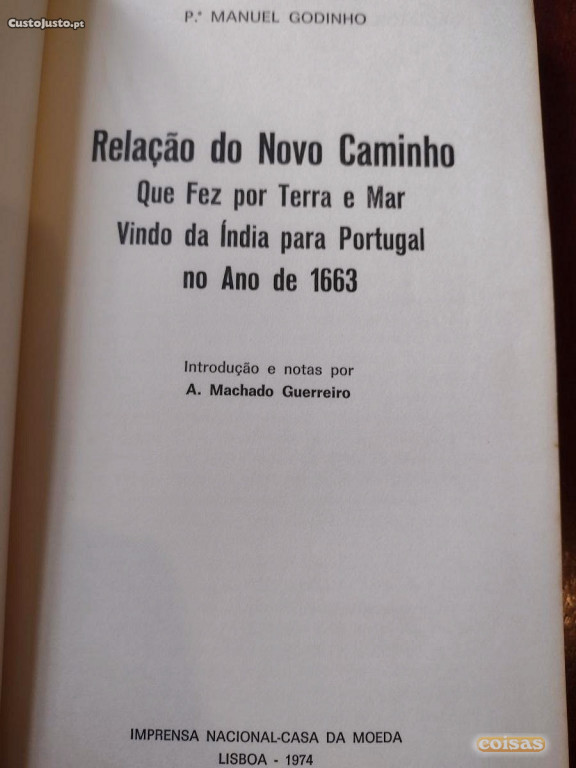 CustoJusto.pt
P.ᵉ MANUEL GODINHO
Relação do Novo Caminho
Que Fez por Terra e Mar
Vindo da Índia para Portugal
no Ano de 1663
Introdução e notas por
A. Machado Guerreiro
IMPRENSA NACIONAL-CASA DA MOEDA
LISBOA - 1974
coisas